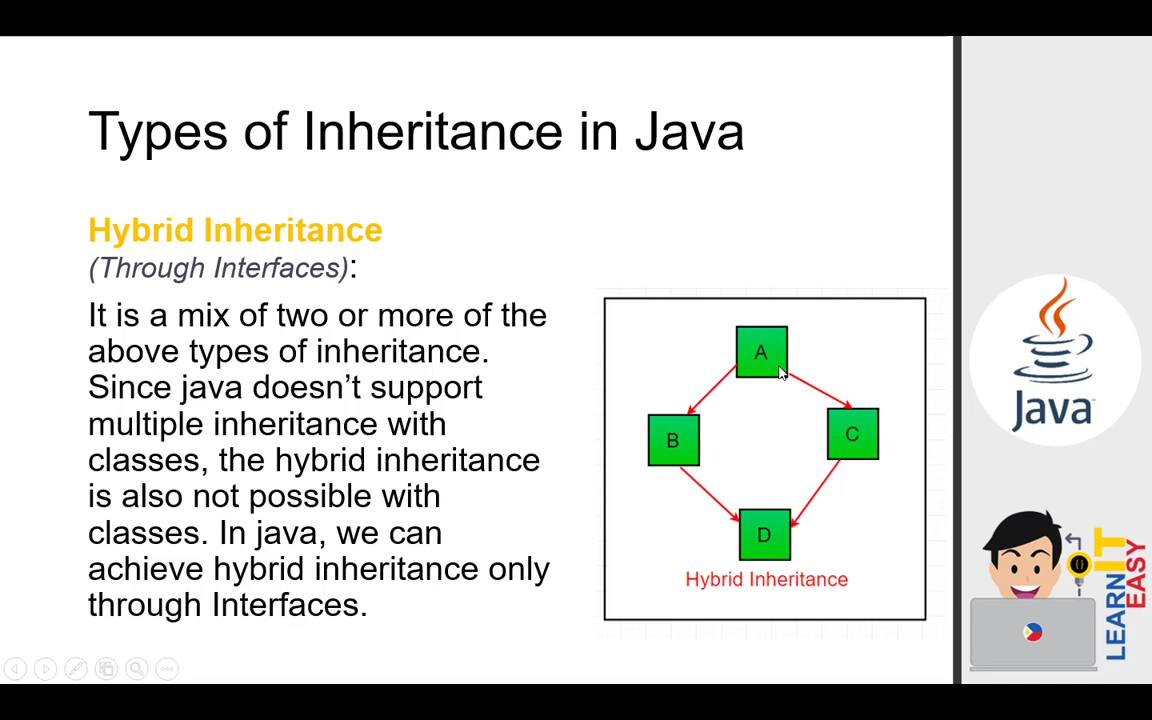 Types of Inheritance in Java
Hybrid Inheritance
(Through Interfaces):
It is a mix of two or more of the
above types of inheritance.
Since java doesn’t support
multiple inheritance with
classes, the hybrid inheritance
is also not possible with
classes. In java, we can
achieve hybrid inheritance only
through Interfaces.
A
B
C
D
Hybrid Inheritance
Java
LEARN IT
EASY